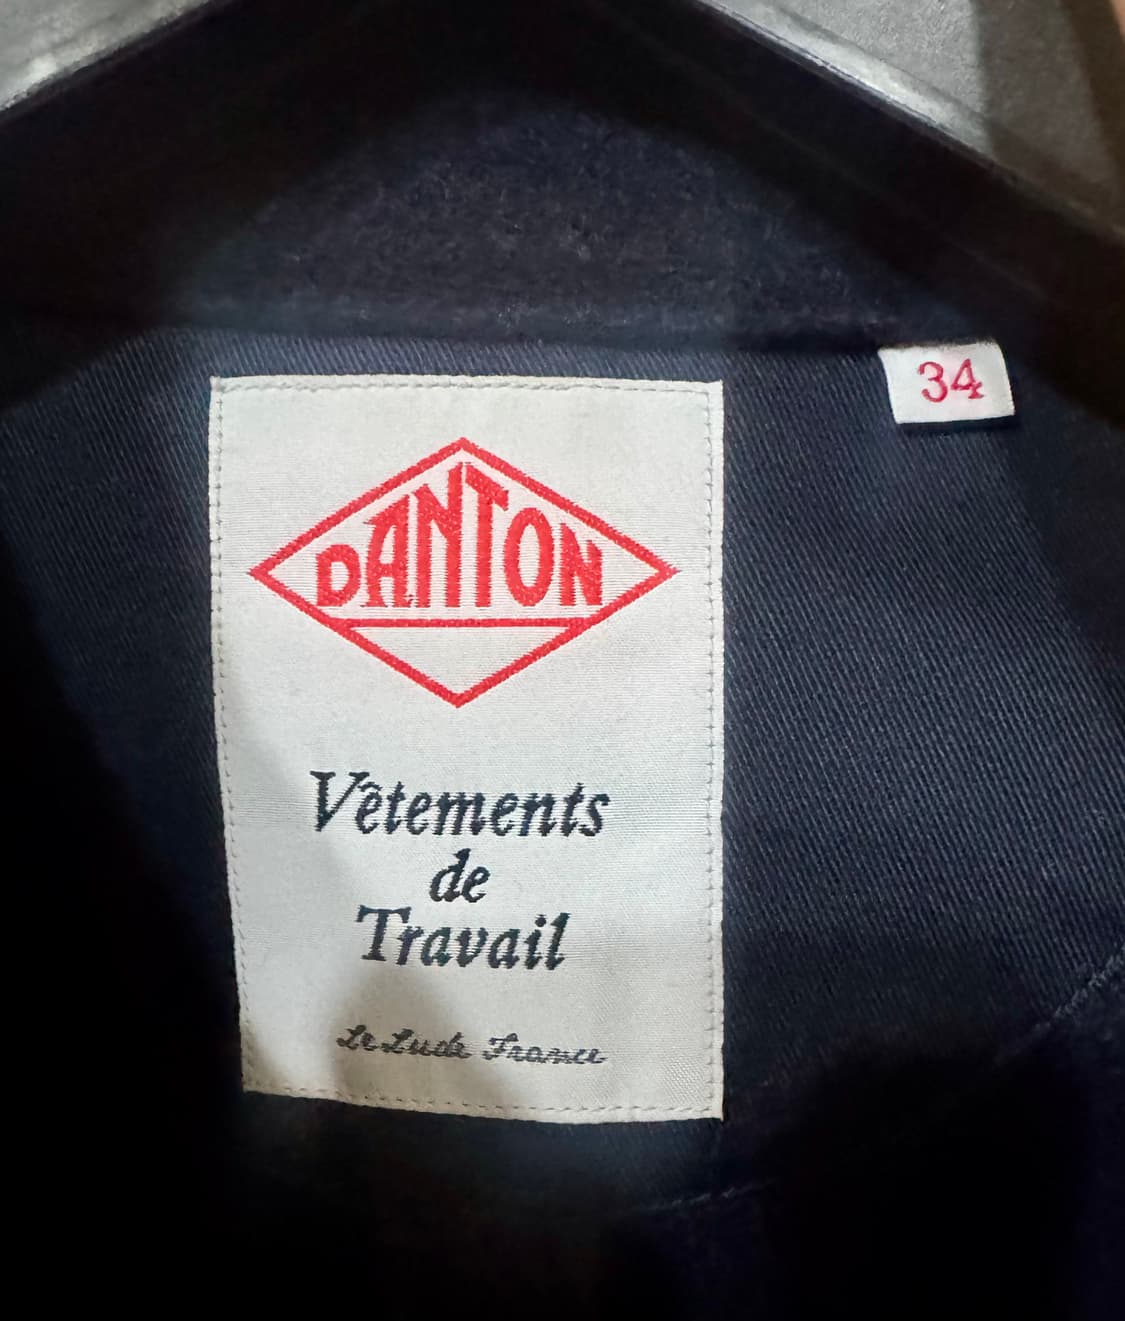 34
DANTON
Vêtements
de
Travail
Le Lude France